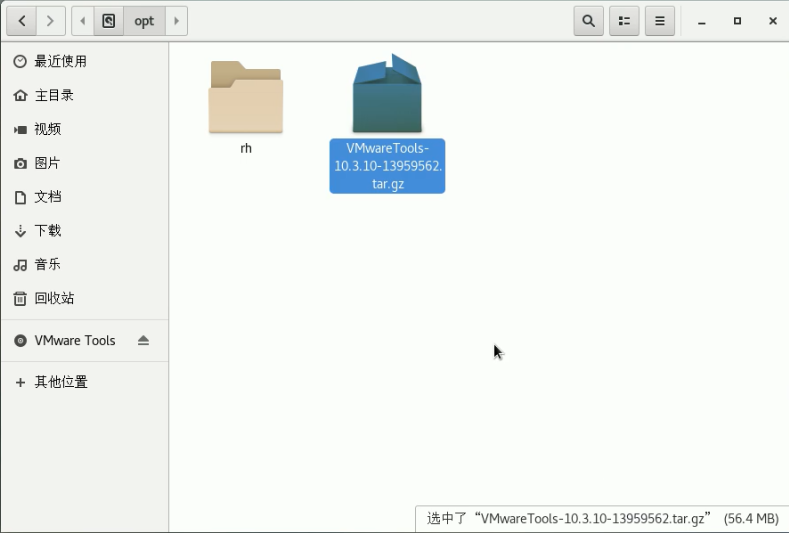 opt
最近使用
主目录
视频
图片
文档
下载
音乐
回收站
VMware Tools
其他位置
rh
VMwareTools-
10.3.10-13959562.
tar.gz
选中了“VMwareTools-10.3.10-13959562.tar.gz” (56.4 MB)